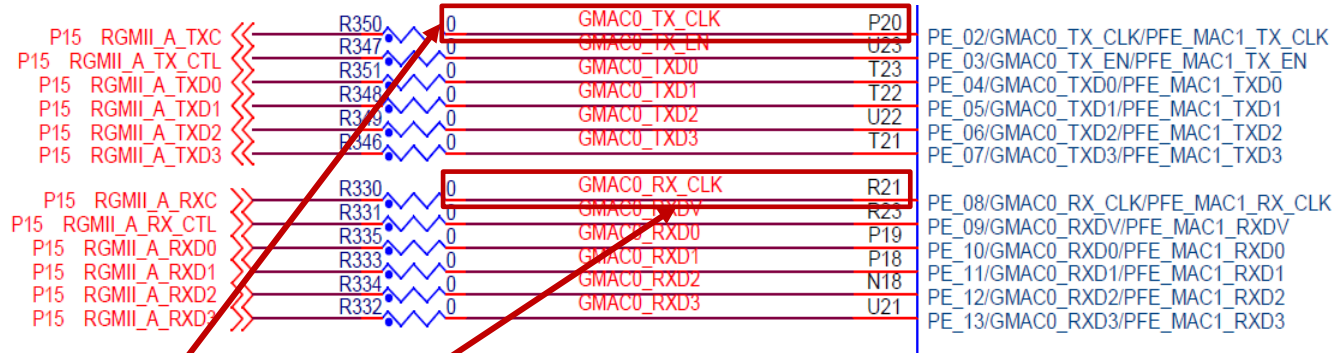 P15 RGMII_A_TXC R350 0 GMAC0_TX_CLK P20 PE_02/GMAC0_TX_CLK/PFE_MAC1_TX_CLK
P15 RGMII_A_TX_CTL R347 0 GMAC0_TX_EN U23 PE_03/GMAC0_TX_EN/PFE_MAC1_TX_EN
P15 RGMII_A_TXD0 R351 0 GMAC0_TXD0 T23 PE_04/GMAC0_TXD0/PFE_MAC1_TXD0
P15 RGMII_A_TXD1 R348 0 GMAC0_TXD1 T22 PE_05/GMAC0_TXD1/PFE_MAC1_TXD1
P15 RGMII_A_TXD2 R349 0 GMAC0_TXD2 U22 PE_06/GMAC0_TXD2/PFE_MAC1_TXD2
P15 RGMII_A_TXD3 R346 0 GMAC0_TXD3 T21 PE_07/GMAC0_TXD3/PFE_MAC1_TXD3
P15 RGMII_A_RXC R330 0 GMAC0_RX_CLK R21 PE_08/GMAC0_RX_CLK/PFE_MAC1_RX_CLK
P15 RGMII_A_RX_CTL R331 0 GMAC0_RXDV R23 PE_09/GMAC0_RXDV/PFE_MAC1_RXDV
P15 RGMII_A_RXD0 R335 0 GMAC0_RXD0 P19 PE_10/GMAC0_RXD0/PFE_MAC1_RXD0
P15 RGMII_A_RXD1 R333 0 GMAC0_RXD1 P18 PE_11/GMAC0_RXD1/PFE_MAC1_RXD1
P15 RGMII_A_RXD2 R334 0 GMAC0_RXD2 N18 PE_12/GMAC0_RXD2/PFE_MAC1_RXD2
P15 RGMII_A_RXD3 R332 0 GMAC0_RXD3 U21 PE_13/GMAC0_RXD3/PFE_MAC1_RXD3